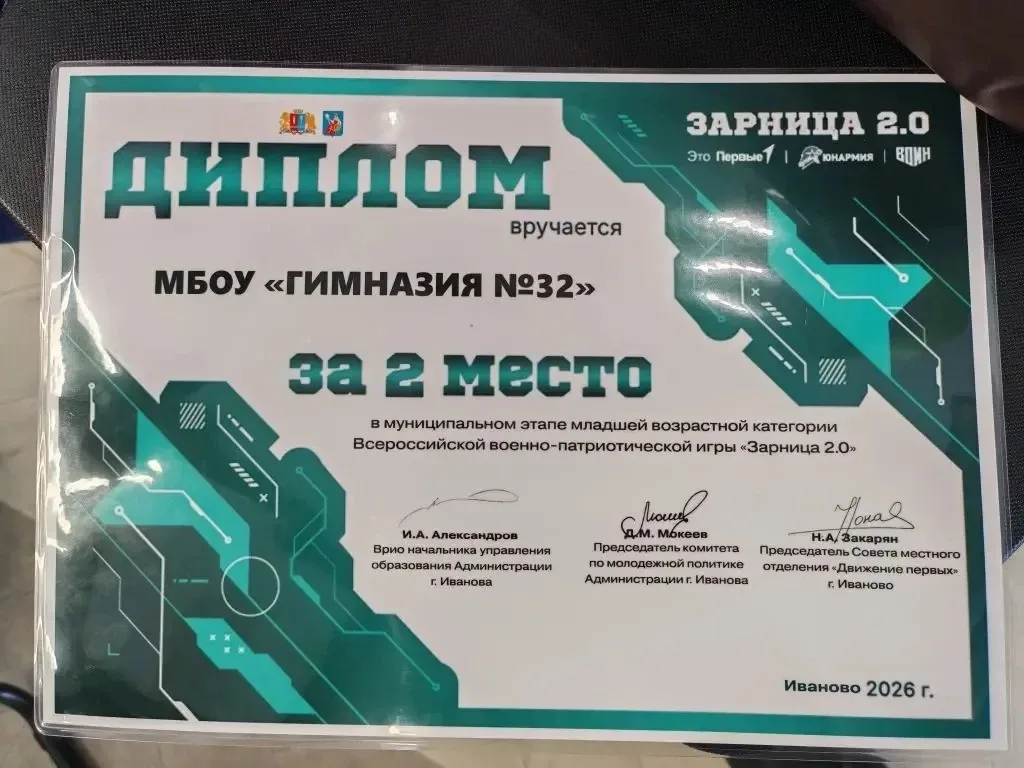 ДИПЛОМ
вручается
ЗАРНИЦА 2.0
Это Первые | ЮНАРМИЯ | ВОИН
МБОУ «ГИМНАЗИЯ №32»
за 2 место
в муниципальном этапе младшей возрастной категории
Всероссийской военно-патриотической игры «Зарница 2.0»
И.А. Александров
Врио начальника управления
образования Администрации
г. Иванова
Д.М. Мокеев
Председатель комитета
по молодежной политике
Администрации г. Иванова
Н.А. Закарян
Председатель Совета местного
отделения «Движение первых»
г. Иваново
Иваново 2026 г.